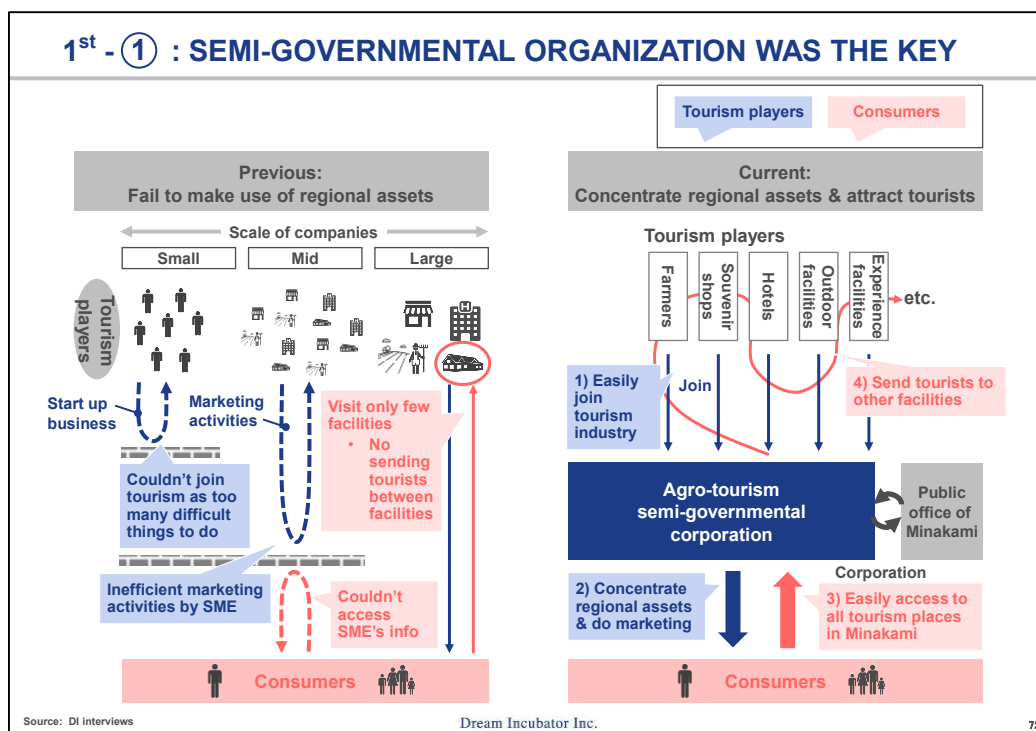 1st - ① : SEMI-GOVERNMENTAL ORGANIZATION WAS THE KEY
Tourism players
Consumers
Previous:
Fail to make use of regional assets
Scale of companies
Small
Mid
Large
Tourism
players
Start up
business
Marketing
activities
Visit only few
facilities
• No
sending
tourists
between
facilities
Couldn't join
tourism as too
many difficult
things to do
Inefficient marketing
activities by SME
Couldn't
access
SME's info
Consumers
Current:
Concentrate regional assets & attract tourists
Tourism players
Farmers
Souvenir
shops
Hotels
Outdoor
facilities
Experience
facilities
etc.
1) Easily
join
tourism
industry
Join
4) Send tourists to
other facilities
Agro-tourism
semi-governmental
corporation
Public
office of
Minakami
Corporation
2) Concentrate
regional assets
& do marketing
3) Easily access to
all tourism places
in Minakami
Consumers
Source: DI interviews
Dream Incubator Inc.